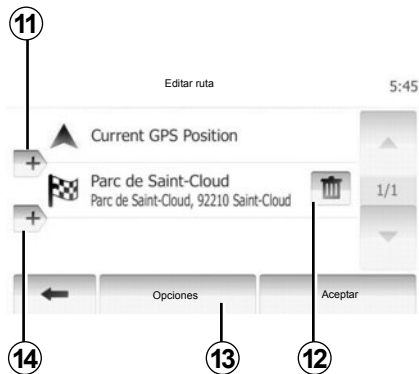 11
Editar ruta 5:45
Current GPS Position
+
Parc de Saint-Cloud
Parc de Saint-Cloud, 92210 Saint-Cloud
1/1
+
Opciones Aceptar
14 13 12